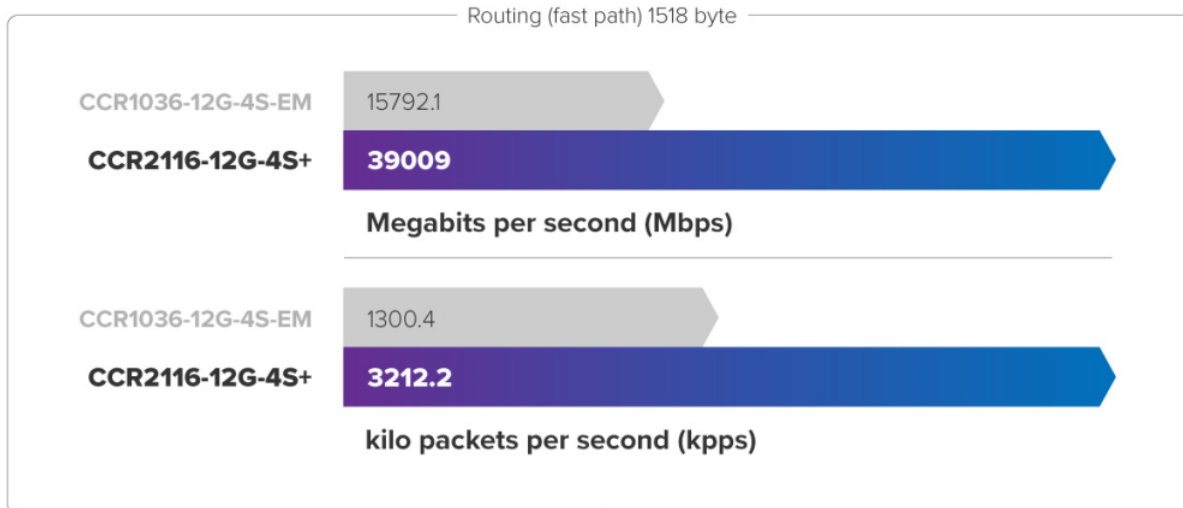 Routing (fast path) 1518 byte
CCR1036-12G-4S-EM 15792.1
CCR2116-12G-4S+ 39009
Megabits per second (Mbps)
CCR1036-12G-4S-EM 1300.4
CCR2116-12G-4S+ 3212.2
kilo packets per second (kpps)